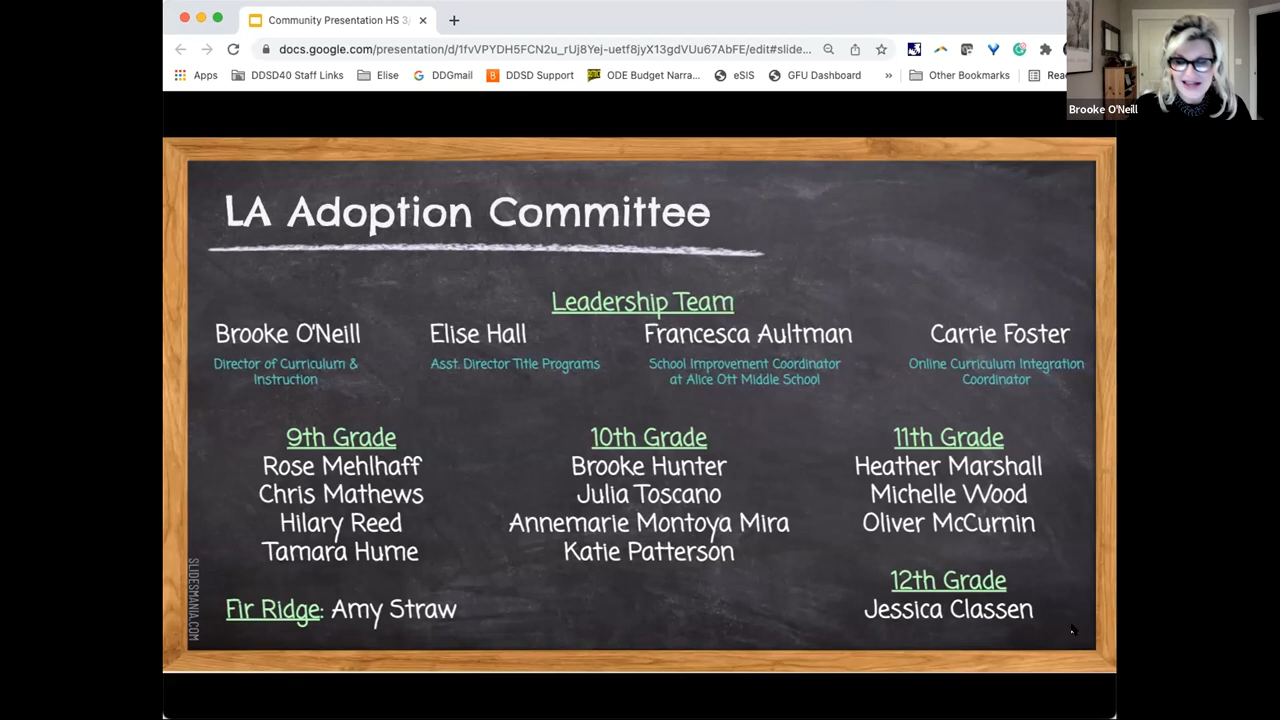 Community Presentation HS 3/
docs.google.com/presentation/d/1fvVPYDH5FCN2u_rUj8Yej-uetf8jyX13gdVUu67AbFE/edit#slide...
Apps
DDSD40 Staff Links
Elise
DDGmail
DDSD Support
ODE Budget Narra...
eSIS
GFU Dashboard
»
Other Bookmarks
Rea
Brooke O'Neill
LA Adoption Committee
Leadership Team
Brooke O'Neill
Elise Hall
Francesca Aultman
Carrie Foster
Director of Curriculum &
Instruction
Asst. Director Title Programs
School Improvement Coordinator
at Alice Ott Middle School
Online Curriculum Integration
Coordinator
9th Grade
Rose Mehlhaff
Chris Mathews
Hilary Reed
Tamara Hume
10th Grade
Brooke Hunter
Julia Toscano
Annemarie Montoya Mira
Katie Patterson
11th Grade
Heather Marshall
Michelle Wood
Oliver McCurnin
12th Grade
Jessica Classen
Fir Ridge: Amy Straw
SLIDESMANIA.COM